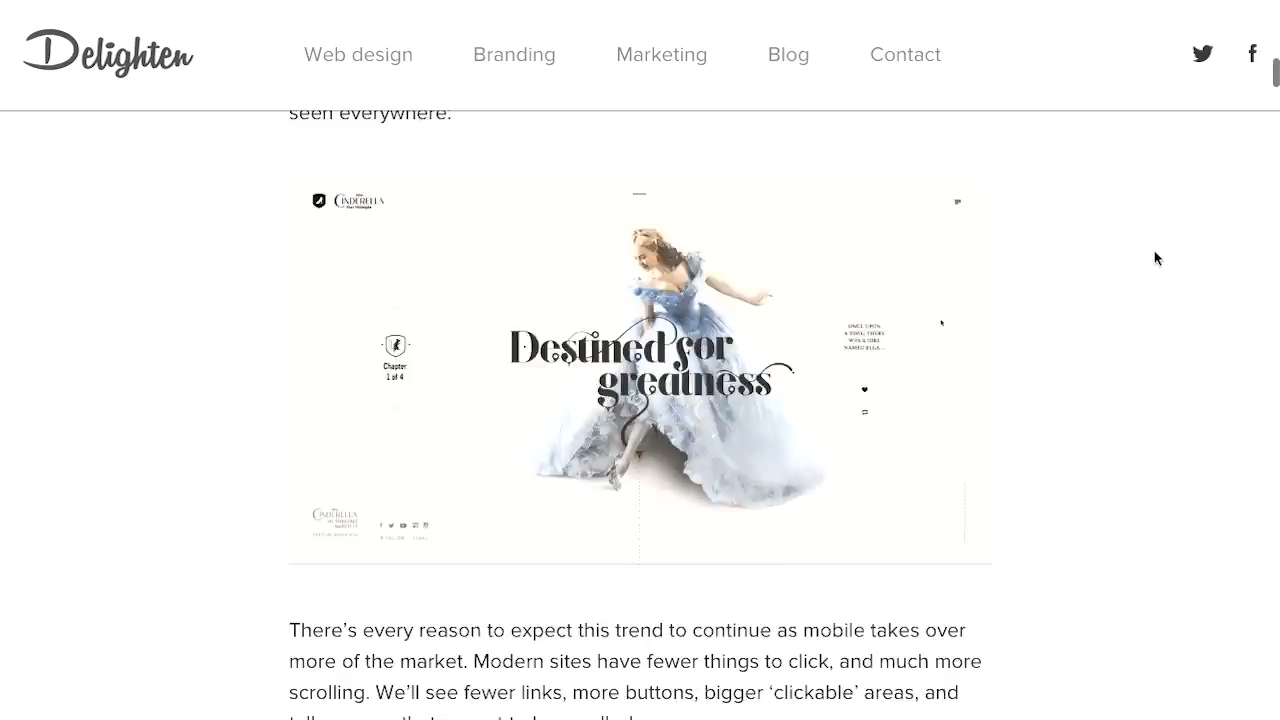 Delighten
Web design
Branding
Marketing
Blog
Contact
seen everywhere:
CINDERELLA
Destined for
greatness
Chapter
1 of 4
ONCE UPON
A TIME, THERE
WAS A GIRL
NAMED ELLA...
CINDERELLA
There’s every reason to expect this trend to continue as mobile takes over
more of the market. Modern sites have fewer things to click, and much more
scrolling. We’ll see fewer links, more buttons, bigger ‘clickable’ areas, and